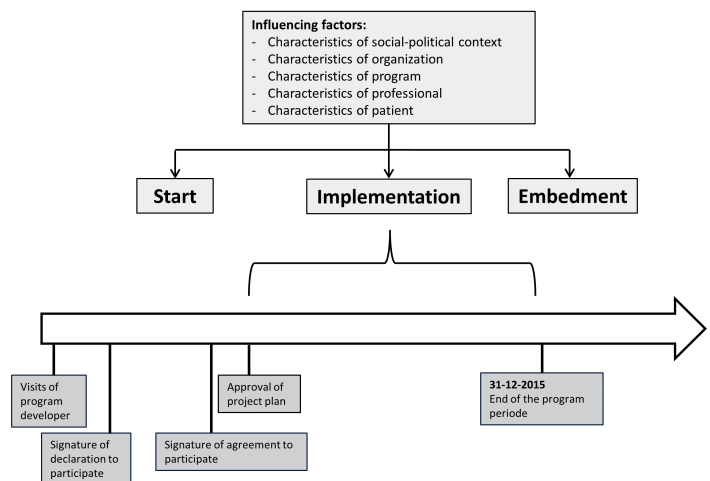 Influencing factors:
- Characteristics of social-political context
- Characteristics of organization
- Characteristics of program
- Characteristics of professional
- Characteristics of patient
Start
Implementation
Embedment
Visits of
program
developer
Signature of
declaration to
participate
Signature of agreement to
participate
Approval of
project plan
31-12-2015
End of the program
periode